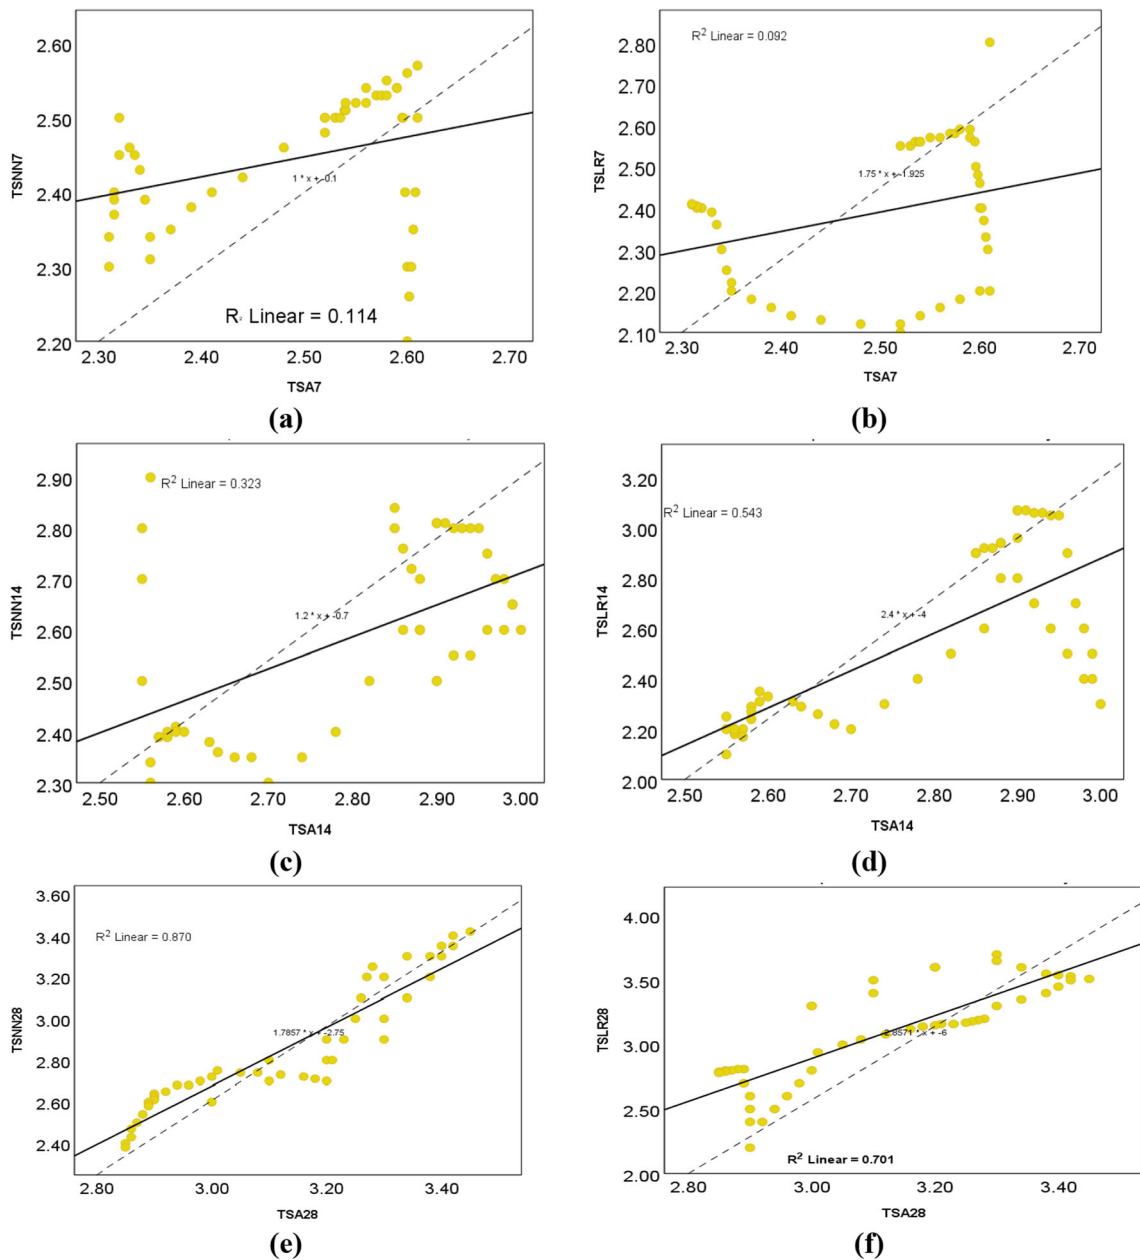 R² Linear = 0.114
1 * x + -0.1
TSNN7
2.60
2.50
2.40
2.30
2.20
2.30
2.40
2.50
2.60
2.70
TSA7
(a)
R² Linear = 0.092
1.75 * x + -1.925
TSLR7
2.80
2.70
2.60
2.50
2.40
2.30
2.20
2.10
2.30
2.40
2.50
2.60
2.70
TSA7
(b)
R² Linear = 0.323
1.2 * x + -0.7
TSNN14
2.90
2.80
2.70
2.60
2.50
2.40
2.30
2.50
2.60
2.70
2.80
2.90
3.00
TSA14
(c)
R² Linear = 0.543
2.4 * x + -4
TSLR14
3.20
3.00
2.80
2.60
2.40
2.20
2.00
2.50
2.60
2.70
2.80
2.90
3.00
TSA14
(d)
R² Linear = 0.870
1.7857 * x + -2.75
TSNN28
3.60
3.40
3.20
3.00
2.80
2.60
2.40
2.80
3.00
3.20
3.40
TSA28
(e)
R² Linear = 0.701
2.8571 * x + -6
TSLR28
4.00
3.50
3.00
2.50
2.00
2.80
3.00
3.20
3.40
TSA28
(f)